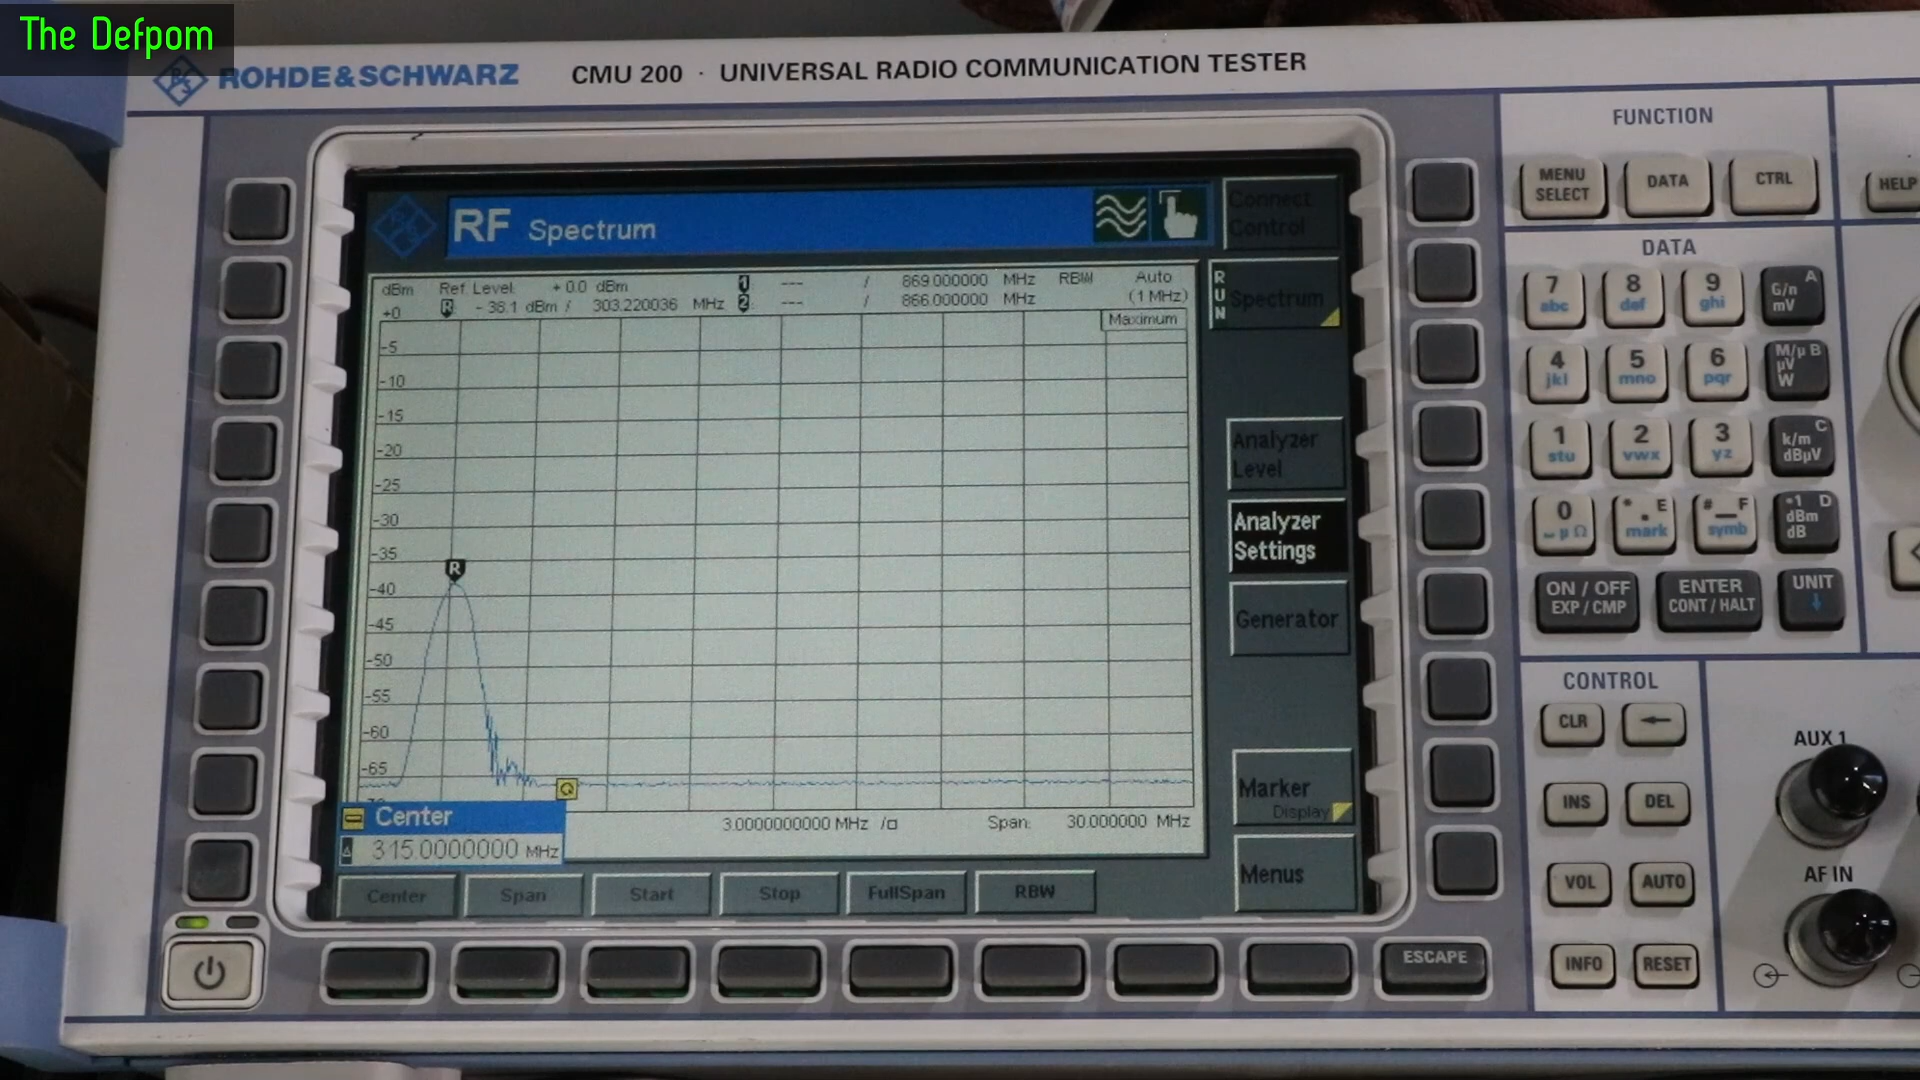 The Defpom
ROHDE&SCHWARZ CMU 200 · UNIVERSAL RADIO COMMUNICATION TESTER
RF Spectrum
Connect
Control
dBm Ref. Level +0.0 dBm 1 --- / 869.000000 MHz RBW Auto
R -36.1 dBm / 303.220036 MHz 2 --- / 866.000000 MHz (1 MHz)
Maximum
+0
-5
-10
-15
-20
-25
-30
-35
R
-40
-45
-50
-55
-60
-65
RUN
Spectrum
Analyzer
Level
Analyzer
Settings
Generator
Marker
Display
Menus
Center
315.0000000 MHz
3.0000000000 MHz /
Span: 30.000000 MHz
Center Span Start Stop FullSpan RBW
ESCAPE
FUNCTION
MENU
SELECT
DATA
CTRL
HELP
DATA
7
abc
8
def
9
ghi
A
G/n
mV
4
jkl
5
mno
6
pqr
M/µ B
µV
W
1
stu
2
vwx
3
yz
C
k/m
dBµV
0
µ Ω
* . E
mark
# _ F
symb
D
dBm
dB
ON / OFF
EXP / CMP
ENTER
CONT / HALT
UNIT
↓
CONTROL
CLR
←
INS
DEL
VOL
AUTO
INFO
RESET
AUX 1
AF IN